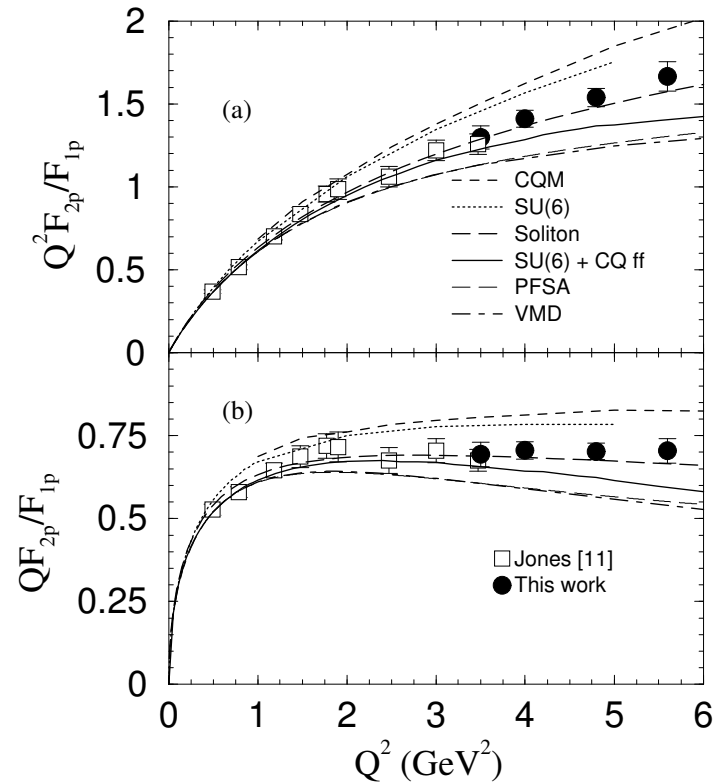 2
1.5
1
0.5
0
Q²F₂ₚ/F₁ₚ
(a)
CQM
SU(6)
Soliton
SU(6) + CQ ff
PFSA
VMD
0.75
0.5
0.25
0
QF₂ₚ/F₁ₚ
(b)
Jones [11]
This work
0 1 2 3 4 5 6
Q² (GeV²)